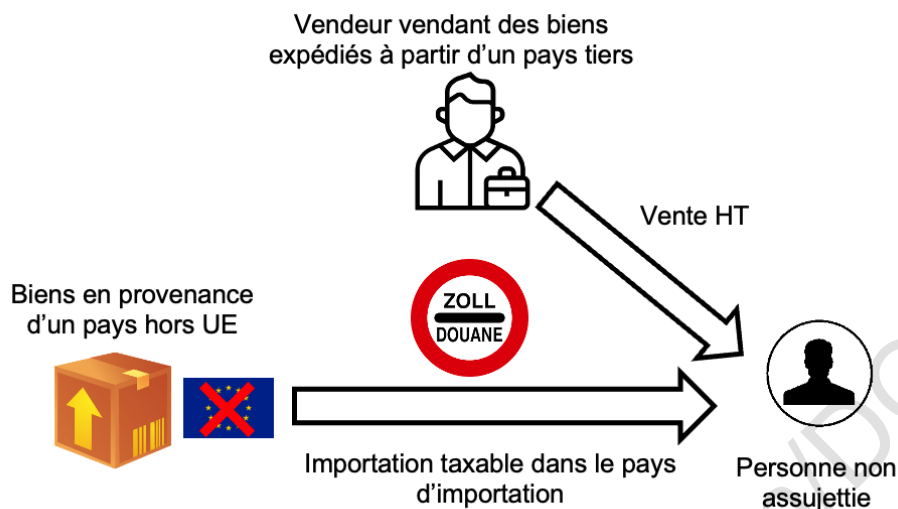 Vendeur vendant des biens
expédiés à partir d'un pays tiers
Vente HT
Biens en provenance
d'un pays hors UE
ZOLL
DOUANE
Importation taxable dans le pays
d'importation
Personne non
assujettie